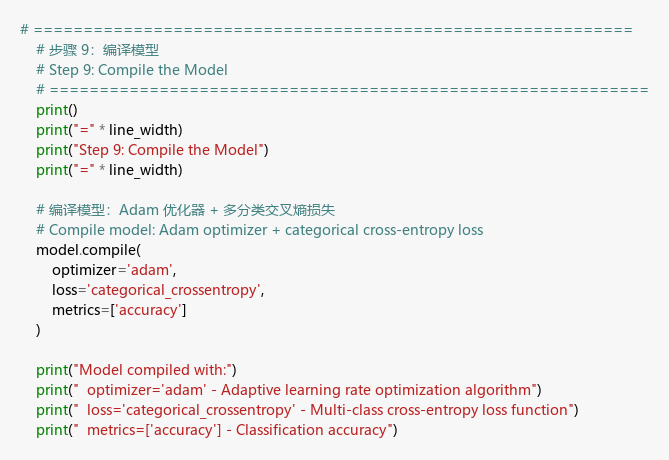 # ============================================================
# 步骤 9：编译模型
# Step 9: Compile the Model
# ============================================================
print()
print("=" * line_width)
print("Step 9: Compile the Model")
print("=" * line_width)
# 编译模型：Adam 优化器 + 多分类交叉熵损失
# Compile model: Adam optimizer + categorical cross-entropy loss
model.compile(
optimizer='adam',
loss='categorical_crossentropy',
metrics=['accuracy']
)
print("Model compiled with:")
print("  optimizer='adam' - Adaptive learning rate optimization algorithm")
print("  loss='categorical_crossentropy' - Multi-class cross-entropy loss function")
print("  metrics=['accuracy'] - Classification accuracy")